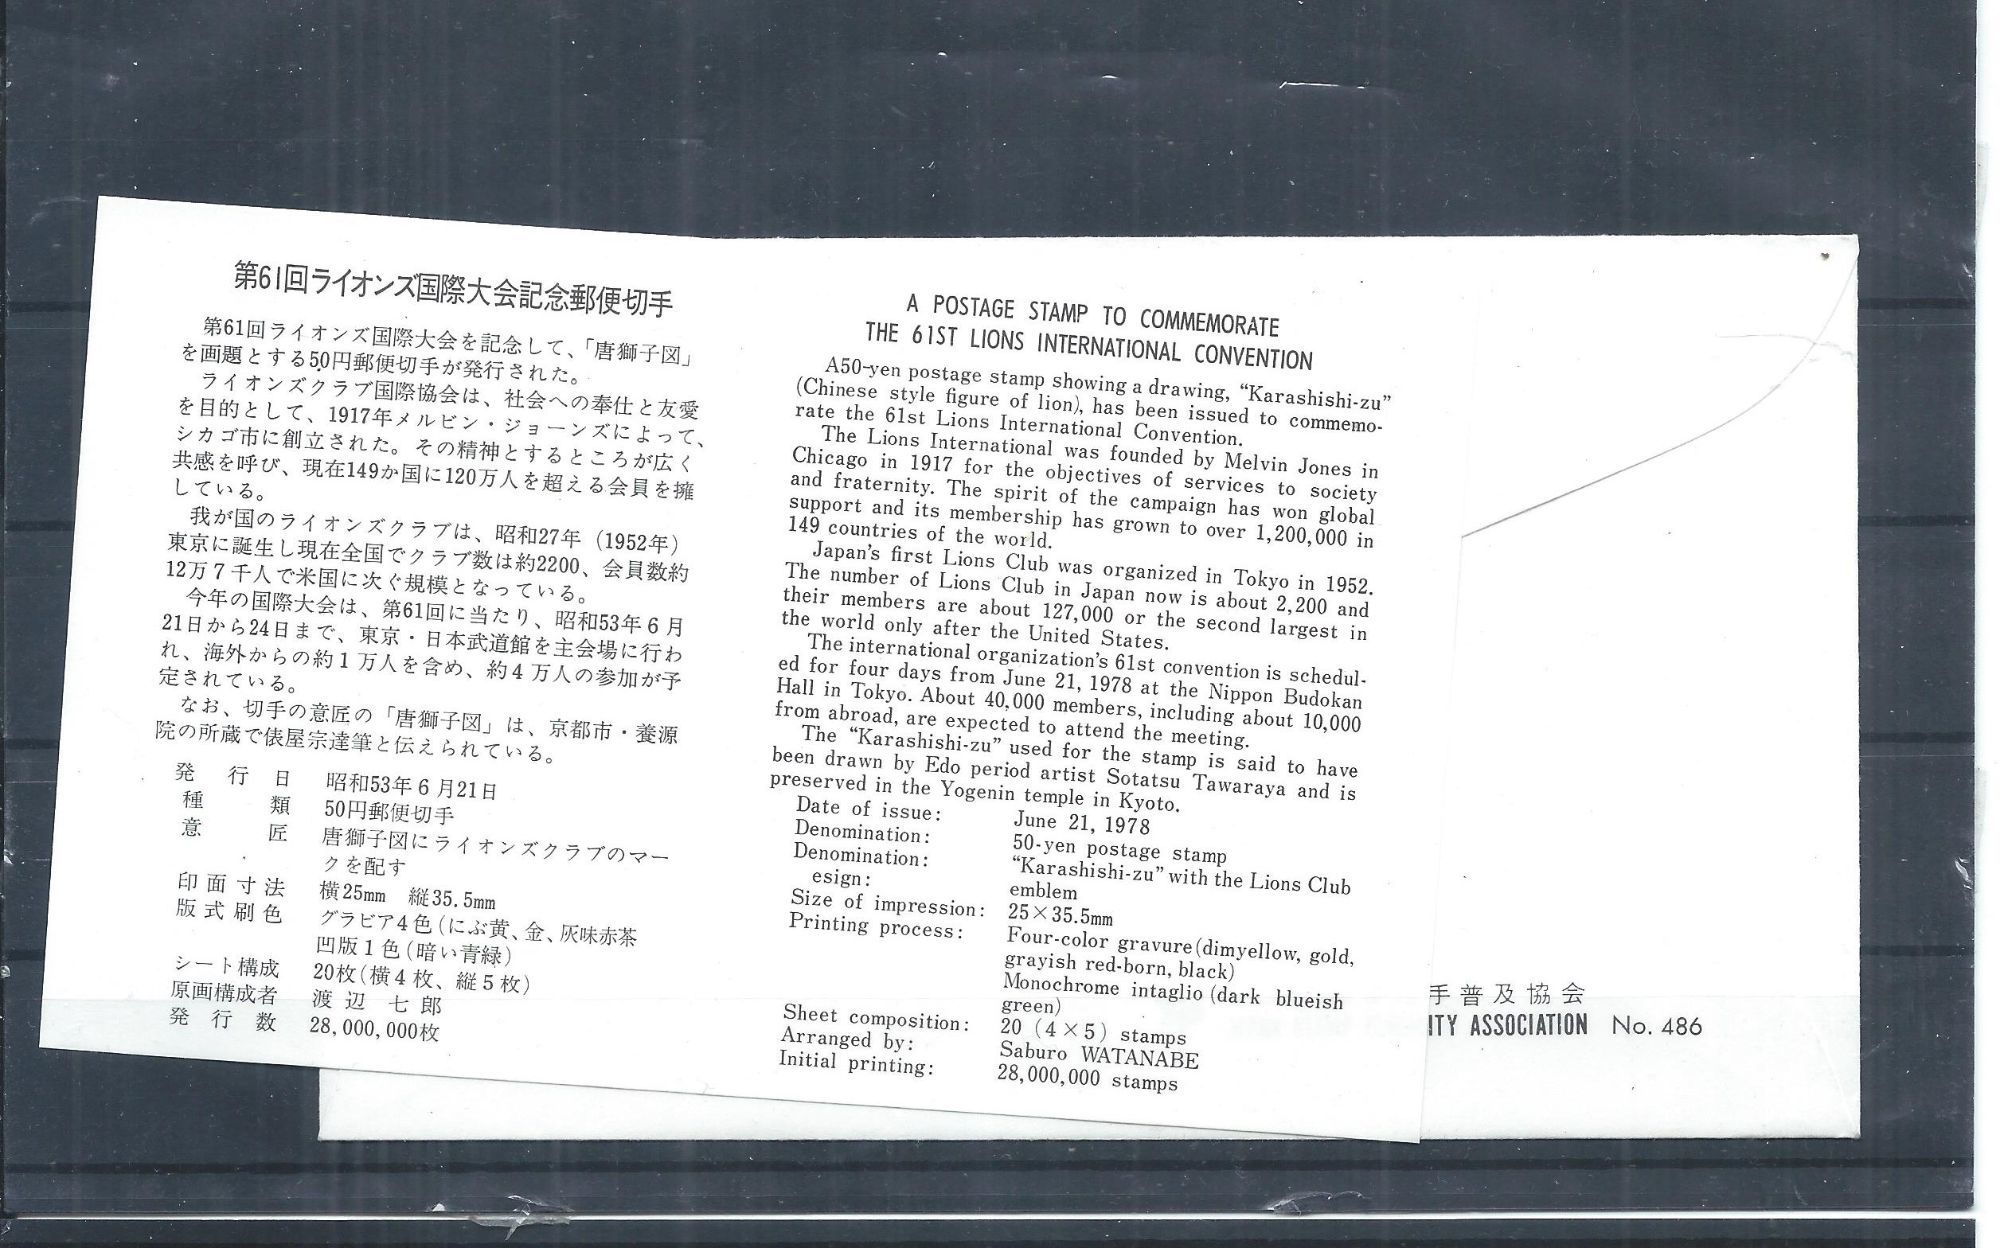 第61回ライオンズ国際大会記念郵便切手
第61回ライオンズ国際大会を記念して、「唐獅子図」
を画題とする50円郵便切手が発行された。
ライオンズクラブ国際協会は、社会への奉仕と友愛
を目的として、1917年メルビン・ジョーンズによって、
シカゴ市に創立された。その精神とするところが広く
共感を呼び、現在149か国に120万人を超える会員を擁
している。
我が国のライオンズクラブは、昭和27年（1952年）
東京に誕生し現在全国でクラブ数は約2200、会員数約
12万7千人で米国に次ぐ規模となっている。
今年の国際大会は、第61回に当たり、昭和53年6月
21日から24日まで、東京・日本武道館を主会場に行わ
れ、海外からの約1万人を含め、約4万人の参加が予
定されている。
なお、切手の意匠の「唐獅子図」は、京都市・養源
院の所蔵で俵屋宗達筆と伝えられている。
発行日 昭和53年6月21日
種類 50円郵便切手
意匠 唐獅子図にライオンズクラブのマー
クを配す
印面寸法 横25mm 縦35.5mm
版式刷色 グラビア4色(にぶ黄、金、灰味赤茶
凹版1色(暗い青緑)
シート構成 20枚(横4枚、縦5枚)
原画構成者 渡辺七郎
発行数 28,000,000枚
A POSTAGE STAMP TO COMMEMORATE
THE 61ST LIONS INTERNATIONAL CONVENTION
A50-yen postage stamp showing a drawing, “Karashishi-zu”
(Chinese style figure of lion), has been issued to commemo-
rate the 61st Lions International Convention.
The Lions International was founded by Melvin Jones in
Chicago in 1917 for the objectives of services to society
and fraternity. The spirit of the campaign has won global
support and its membership has grown to over 1,200,000 in
149 countries of the world.
Japan's first Lions Club was organized in Tokyo in 1952.
The number of Lions Club in Japan now is about 2,200 and
their members are about 127,000 or the second largest in
the world only after the United States.
The international organization's 61st convention is schedul-
ed for four days from June 21, 1978 at the Nippon Budokan
Hall in Tokyo. About 40,000 members, including about 10,000
from abroad, are expected to attend the meeting.
The “Karashishi-zu” used for the stamp is said to have
been drawn by Edo period artist Sotatsu Tawaraya and is
preserved in the Yogenin temple in Kyoto.
Date of issue: June 21, 1978
Denomination: 50-yen postage stamp
Denomination: “Karashishi-zu” with the Lions Club
esign: emblem
Size of impression: 25×35.5mm
Printing process: Four-color gravure(dimyellow, gold,
grayish red-born, black)
Monochrome intaglio (dark blueish
green)
Sheet composition: 20 (4×5) stamps
Arranged by: Saburo WATANABE
Initial printing: 28,000,000 stamps
手普及協会
ITY ASSOCIATION No. 486